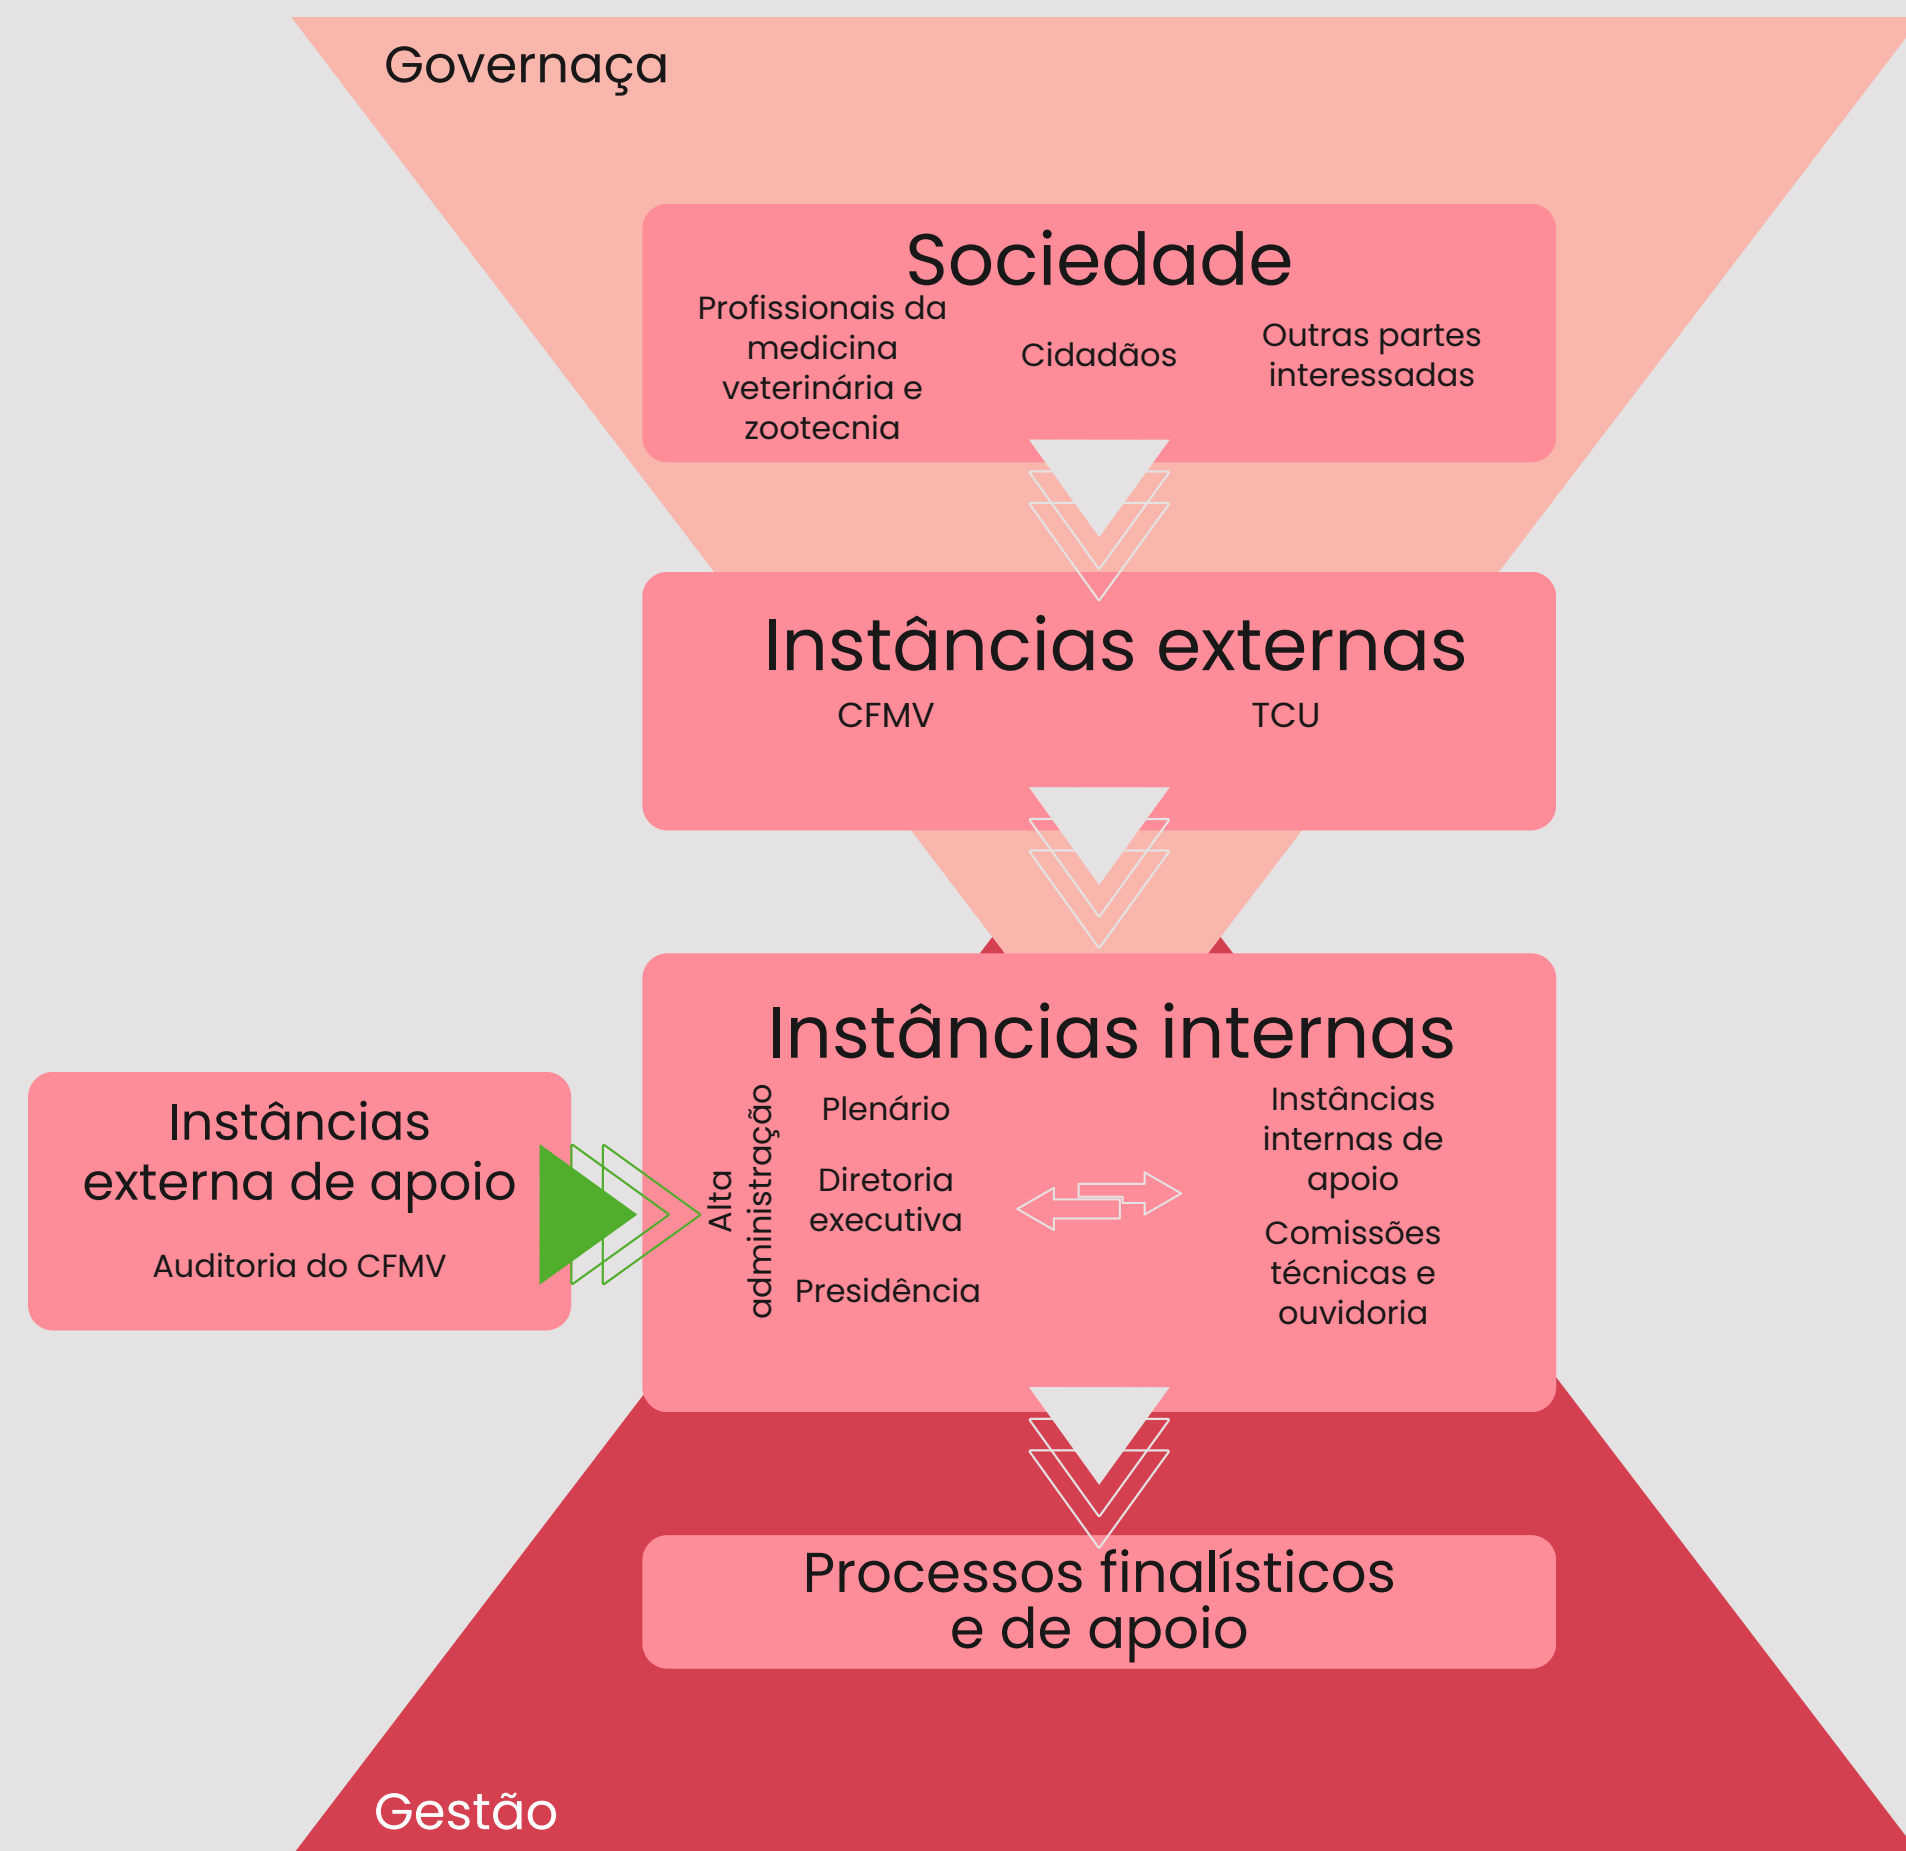 Governaça
Sociedade
Profissionais da
medicina
veterinária e
zootecnia
Cidadãos
Outras partes
interessadas
Instâncias externas
CFMV
TCU
Instâncias
externa de apoio
Auditoria do CFMV
Instâncias internas
Alta
administração
Plenário
Diretoria
executiva
Presidência
Instâncias
internas de
apoio
Comissões
técnicas e
ouvidoria
Processos finalísticos
e de apoio
Gestão